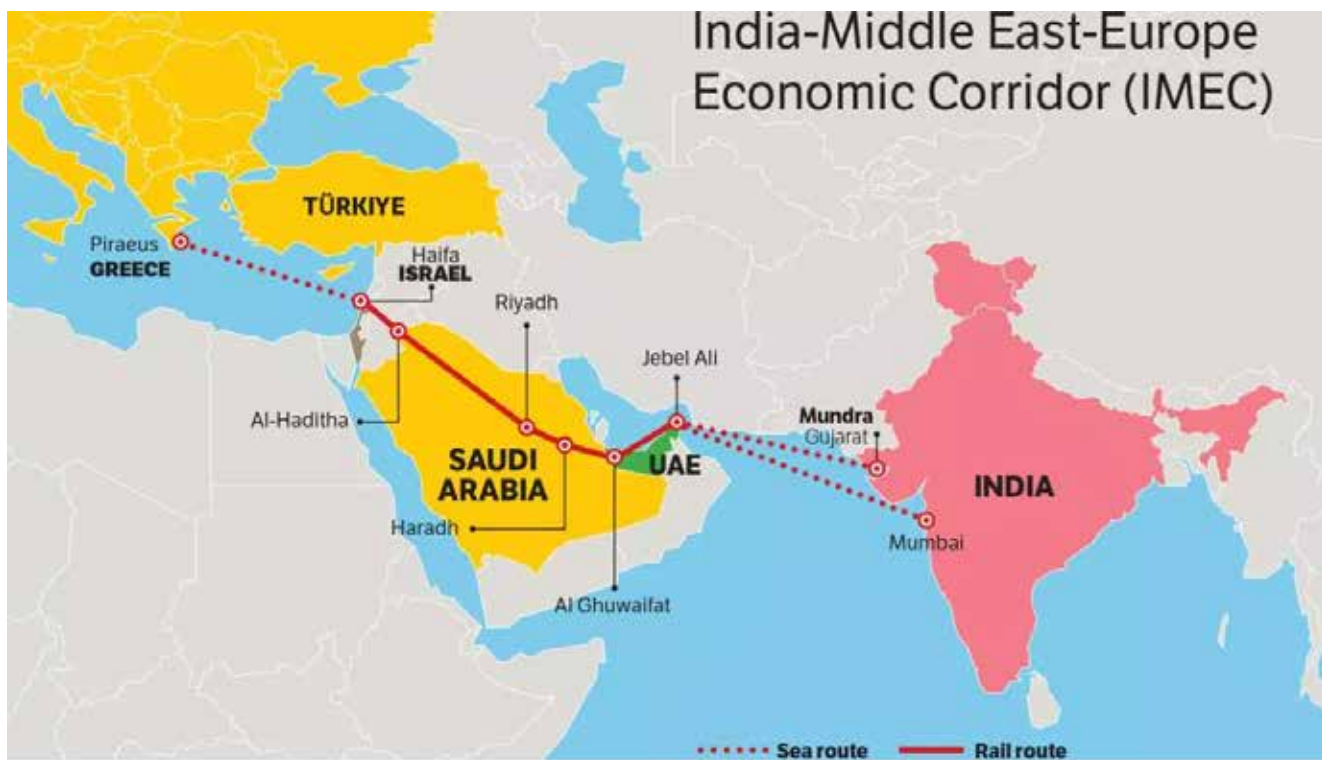 India-Middle East-Europe
Economic Corridor (IMEC)
TÜRKIYE
Piraeus
GREECE
Haifa
ISRAEL
Riyadh
Jebel Ali
Al-Haditha
Mundra
Gujarat
SAUDI
ARABIA
UAE
INDIA
Haradh
Mumbai
Al Ghuwaifat
Sea route
Rail route